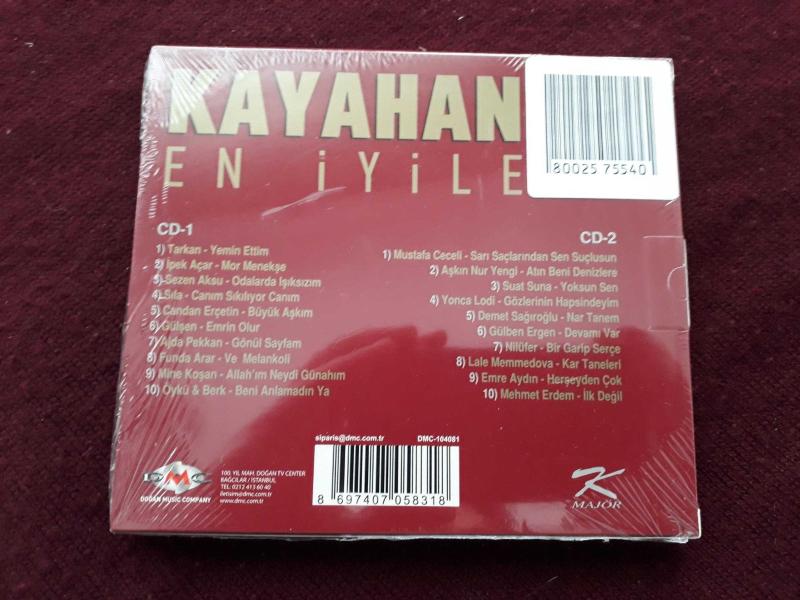 KAYAHAN
EN İYİLE
80025 75540
CD-1
1) Tarkan - Yemin Ettim
2) İpek Açar - Mor Menekşe
3) Sezen Aksu - Odalarda Işıksızım
4) Sıla - Canım Sıkılıyor Canım
5) Candan Erçetin - Büyük Aşkım
6) Gülşen - Emrin Olur
7) Ajda Pekkan - Gönül Sayfam
8) Funda Arar - Ve Melankoli
9) Mine Koşan - Allah'ım Neydi Günahım
10) Öykü & Berk - Beni Anlamadın Ya
CD-2
1) Mustafa Ceceli - Sarı Saçlarından Sen Suçlusun
2) Aşkın Nur Yengi - Atın Beni Denizlere
3) Suat Suna - Yoksun Sen
4) Yonca Lodi - Gözlerinin Hapsindeyim
5) Demet Sağıroğlu - Nar Tanem
6) Gülben Ergen - Devamı Var
7) Nilüfer - Bir Garip Serçe
8) Lale Memmedova - Kar Taneleri
9) Emre Aydın - Herşeyden Çok
10) Mehmet Erdem - İlk Değil
siparis@dmc.com.tr DMC-104081
8 697407 058318
M
DOĞAN MUSIC COMPANY
100. YIL MAH. DOĞAN TV CENTER
BAĞCILAR / İSTANBUL
TEL: 0212 413 60 40
iletisim@dmc.com.tr
www.dmc.com.tr
K
MAJÖR